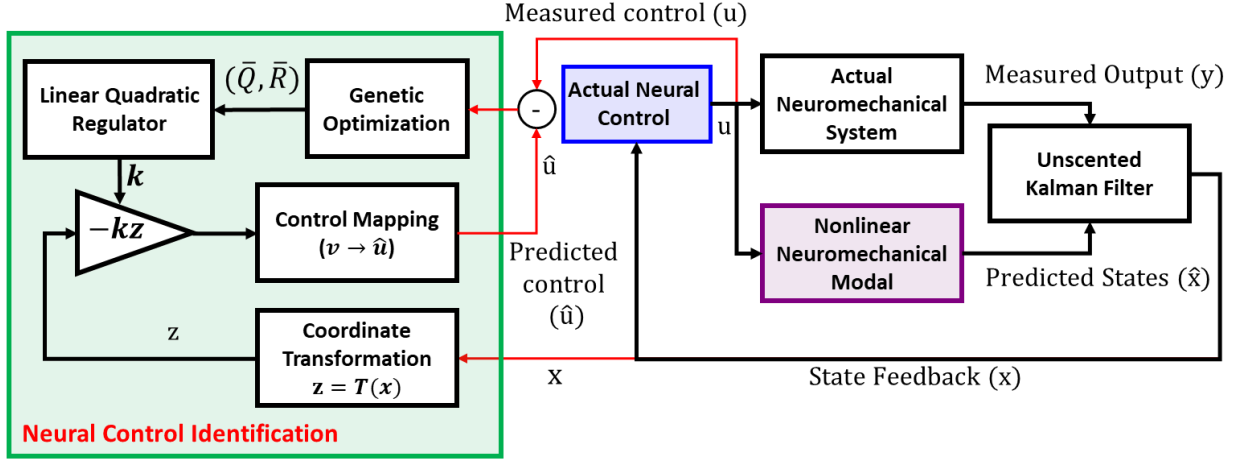 Measured control (u)
(Q̄, R̄)
Linear Quadratic
Regulator
Genetic
Optimization
-
Actual Neural
Control
u
Actual
Neuromechanical
System
Measured Output (y)
Unscented
Kalman Filter
k
û
−kz
Control Mapping
(v → û)
Predicted
control
(û)
Nonlinear
Neuromechanical
Modal
Predicted States (x̂)
z
Coordinate
Transformation
z = T(x)
x
State Feedback (x)
Neural Control Identification